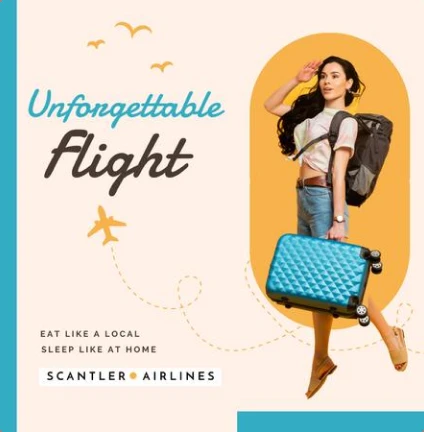 Unforgettable
flight
EAT LIKE A LOCAL
SLEEP LIKE AT HOME
SCANTLER AIRLINES